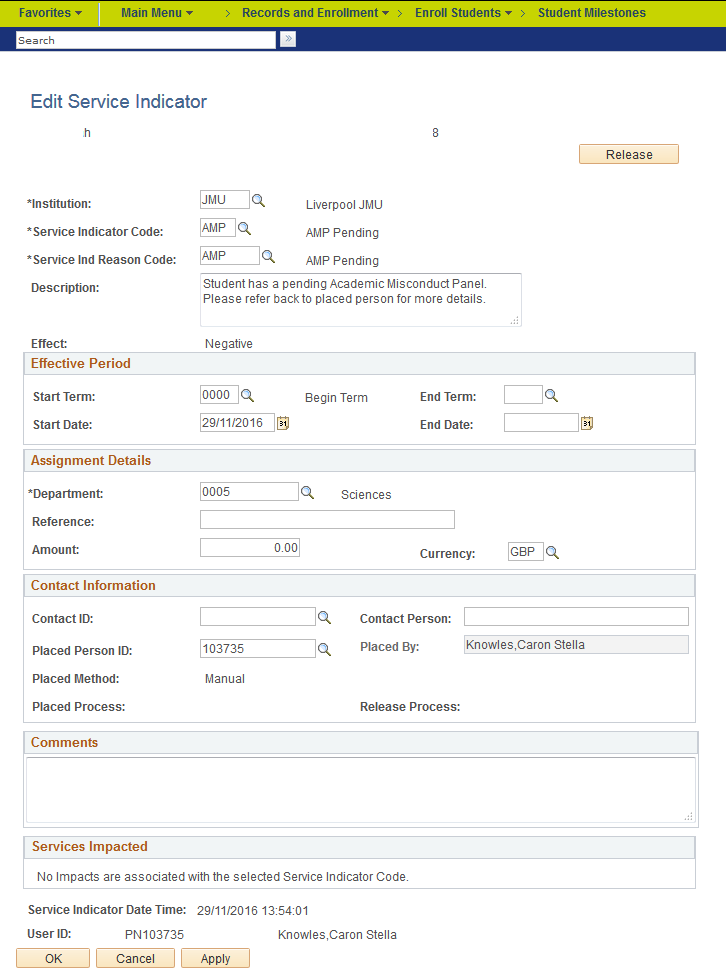 Favorites Main Menu > Records and Enrollment > Enroll Students > Student Milestones
Search »
Edit Service Indicator
h 8
Release
*Institution: JMU Liverpool JMU
*Service Indicator Code: AMP AMP Pending
*Service Ind Reason Code: AMP AMP Pending
Description: Student has a pending Academic Misconduct Panel.
Please refer back to placed person for more details.
Effect: Negative
Effective Period
Start Term: 0000 Begin Term End Term:
Start Date: 29/11/2016 31 End Date: 31
Assignment Details
*Department: 0005 Sciences
Reference:
Amount: 0.00 Currency: GBP
Contact Information
Contact ID: Contact Person:
Placed Person ID: 103735 Placed By: Knowles,Caron Stella
Placed Method: Manual
Placed Process: Release Process:
Comments
Services Impacted
No Impacts are associated with the selected Service Indicator Code.
Service Indicator Date Time: 29/11/2016 13:54:01
User ID: PN103735 Knowles,Caron Stella
OK Cancel Apply